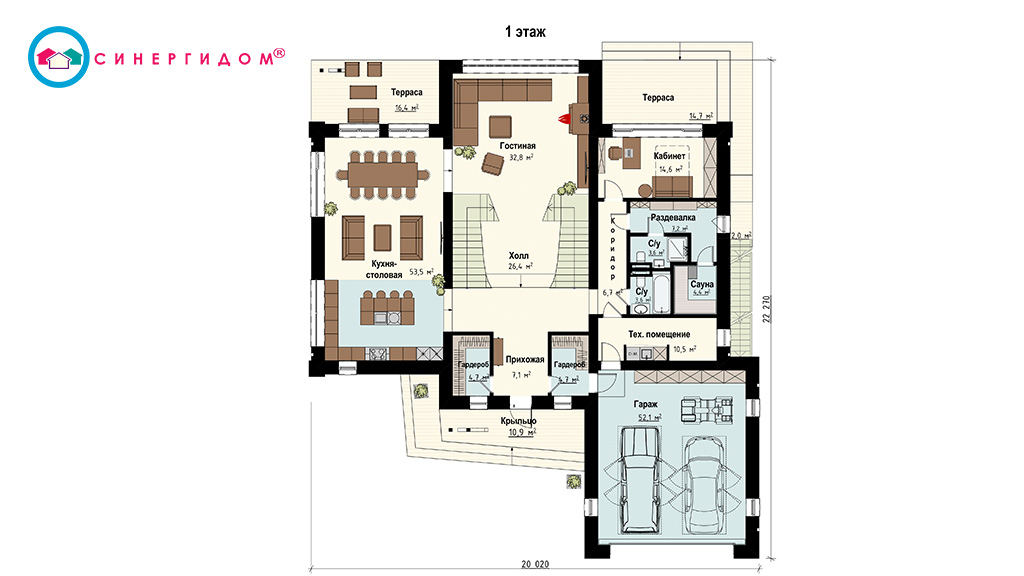 1 этаж
СИНЕРГИДОМ®
Терраса
16,4 м²
Терраса
14,7 м²
Гостиная
32,8 м²
Кабинет
14,6 м²
Коридор
6,7 м²
Раздевалка
7,2 м²
2,0 м²
С/у
3,6 м²
Холл
26,4 м²
Кухня-
столовая 53,5 м²
С/у
3,6 м²
Сауна
4,4 м²
22 270
Тех. помещение
10,5 м²
Гардероб
4,7 м²
Прихожая
7,1 м²
Гардероб
4,7 м²
Гараж
52,1 м²
Крыльцо
10,9 м²
20 020